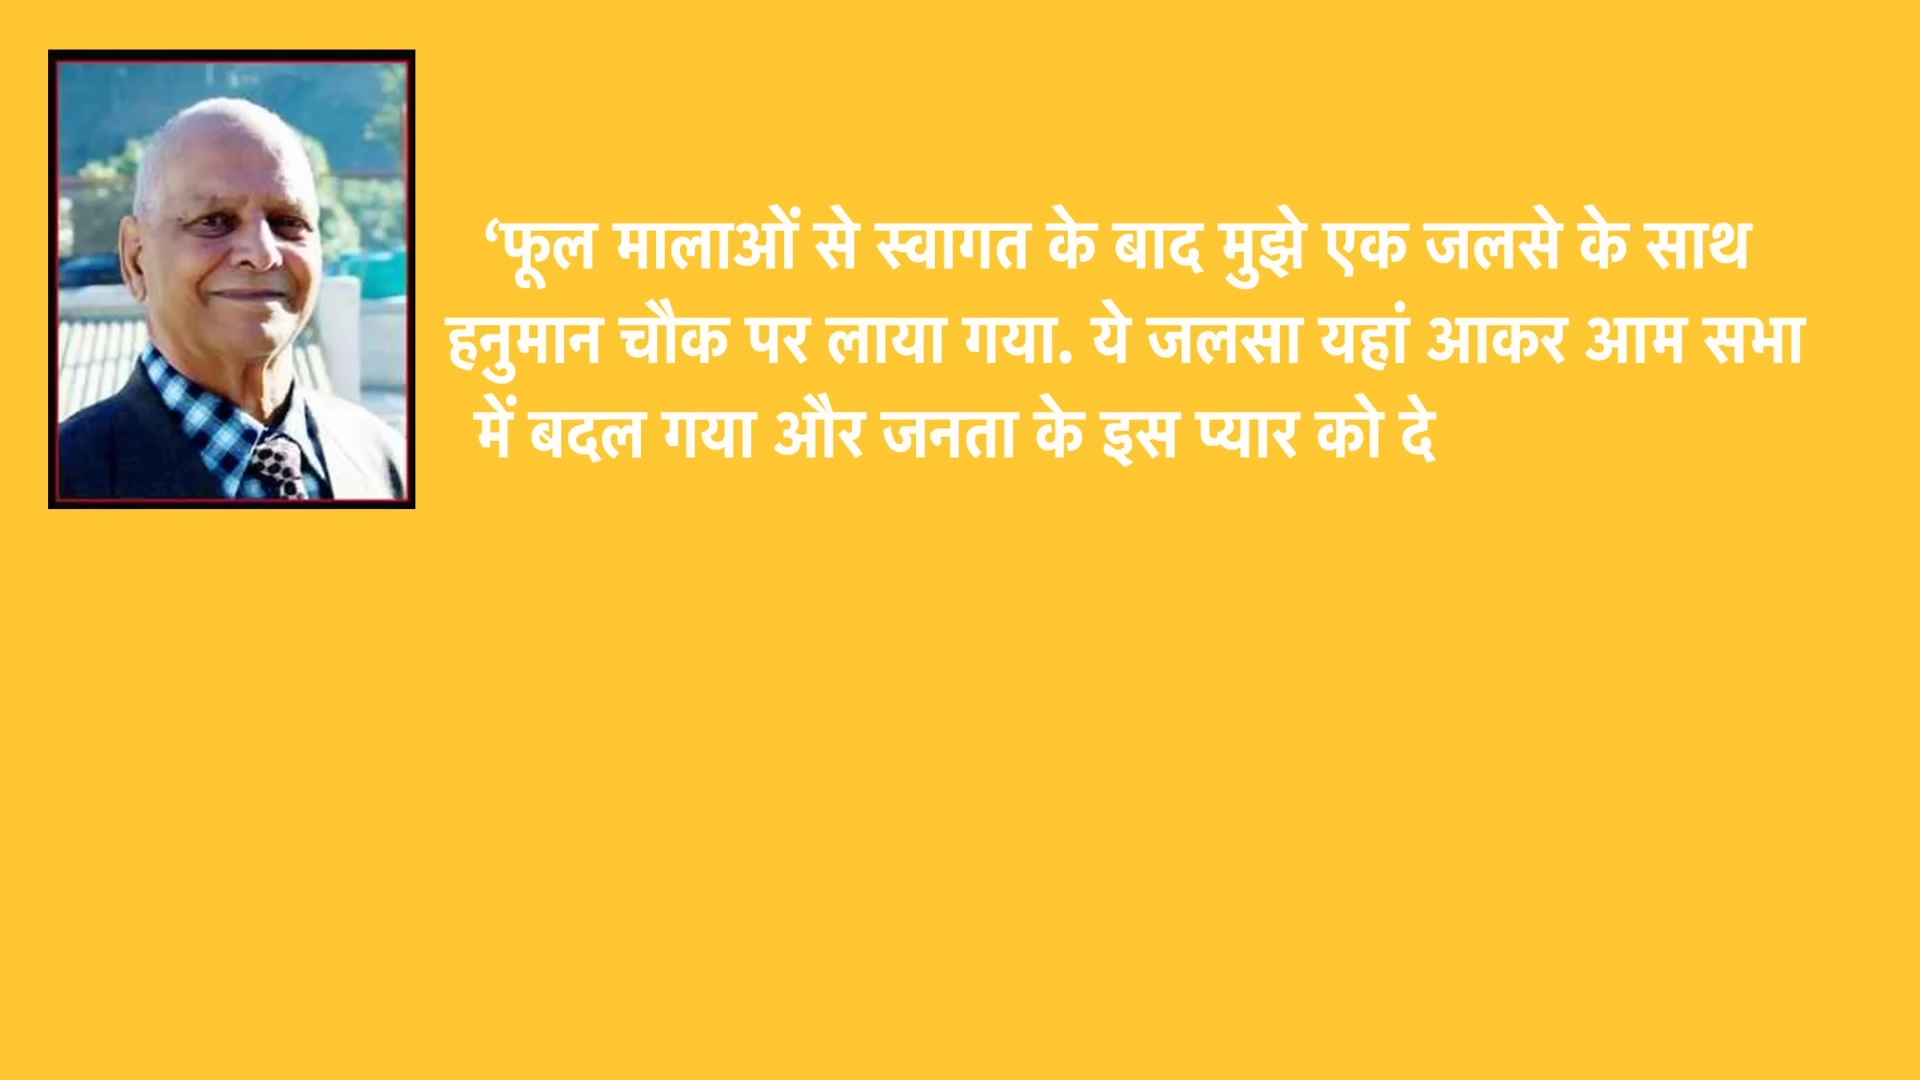 ‘फूल मालाओं से स्वागत के बाद मुझे एक जलसे के साथ
हनुमान चौक पर लाया गया. ये जलसा यहां आकर आम सभा
में बदल गया और जनता के इस प्यार को दे